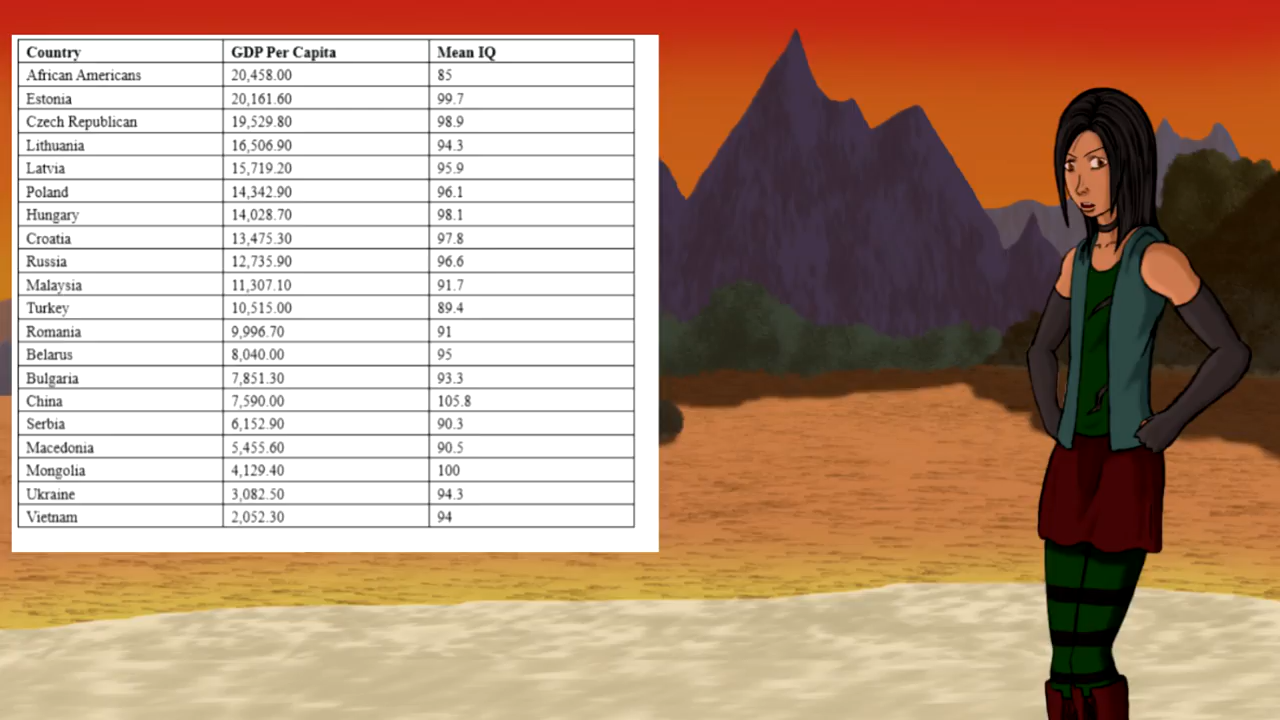 Country GDP Per Capita Mean IQ
African Americans 20,458.00 85
Estonia 20,161.60 99.7
Czech Republican 19,529.80 98.9
Lithuania 16,506.90 94.3
Latvia 15,719.20 95.9
Poland 14,342.90 96.1
Hungary 14,028.70 98.1
Croatia 13,475.30 97.8
Russia 12,735.90 96.6
Malaysia 11,307.10 91.7
Turkey 10,515.00 89.4
Romania 9,996.70 91
Belarus 8,040.00 95
Bulgaria 7,851.30 93.3
China 7,590.00 105.8
Serbia 6,152.90 90.3
Macedonia 5,455.60 90.5
Mongolia 4,129.40 100
Ukraine 3,082.50 94.3
Vietnam 2,052.30 94